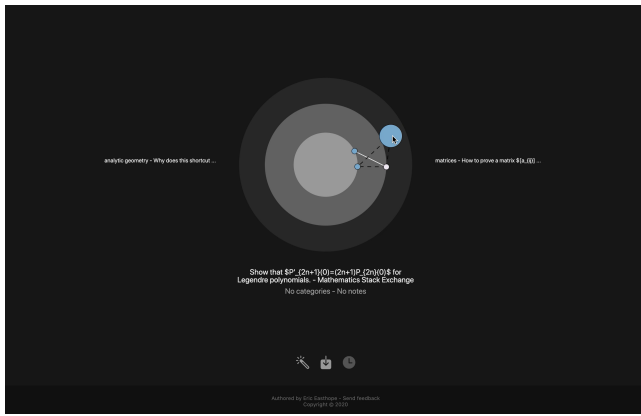 analytic geometry - Why does this shortcut ...
matrices - How to prove a matrix $(a_{ij}) ...
Show that $P'_{2n+1}(0)=(2n+1)P_{2n}(0)$ for
Legendre polynomials. - Mathematics Stack Exchange
No categories - No notes
Authored by Eric Easthope - Send feedback
Copyright © 2020